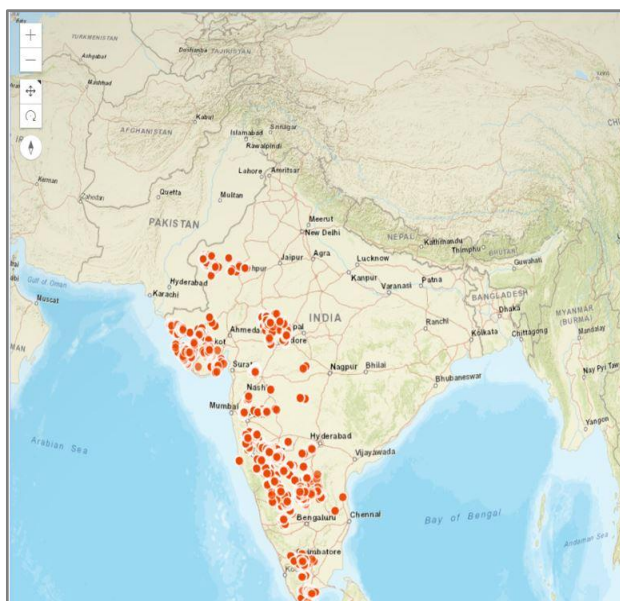 TURKMENISTAN
Ashgabat
Mashhad
Dushanbe
TAJIKISTAN
Kabul
AFGHANISTAN
Islamabad
Srinagar
Rawalpindi
Lahore
Amritsar
Kerman
Zahedan
Quetta
Multan
PAKISTAN
Meerut
New Delhi
NEPAL
Kathmandu
Thimphu
BHUTAN
Guwahati
Jaipur
Agra
Lucknow
Kanpur
Varanasi
Patna
Gulf of Oman
Muscat
Hyderabad
Karachi
BANGLADESH
Dhaka
MYANMAR
(BURMA)
Mandalay
INDIA
Ranchi
Kolkata
Chittagong
Surat
Nagpur
Bhilai
Bhubaneswar
Nay Pyi Taw
Mumbai
Yangon
Hyderabad
Vijayawada
Arabian Sea
Bengaluru
Chennai
Bay of Bengal
Andaman Sea